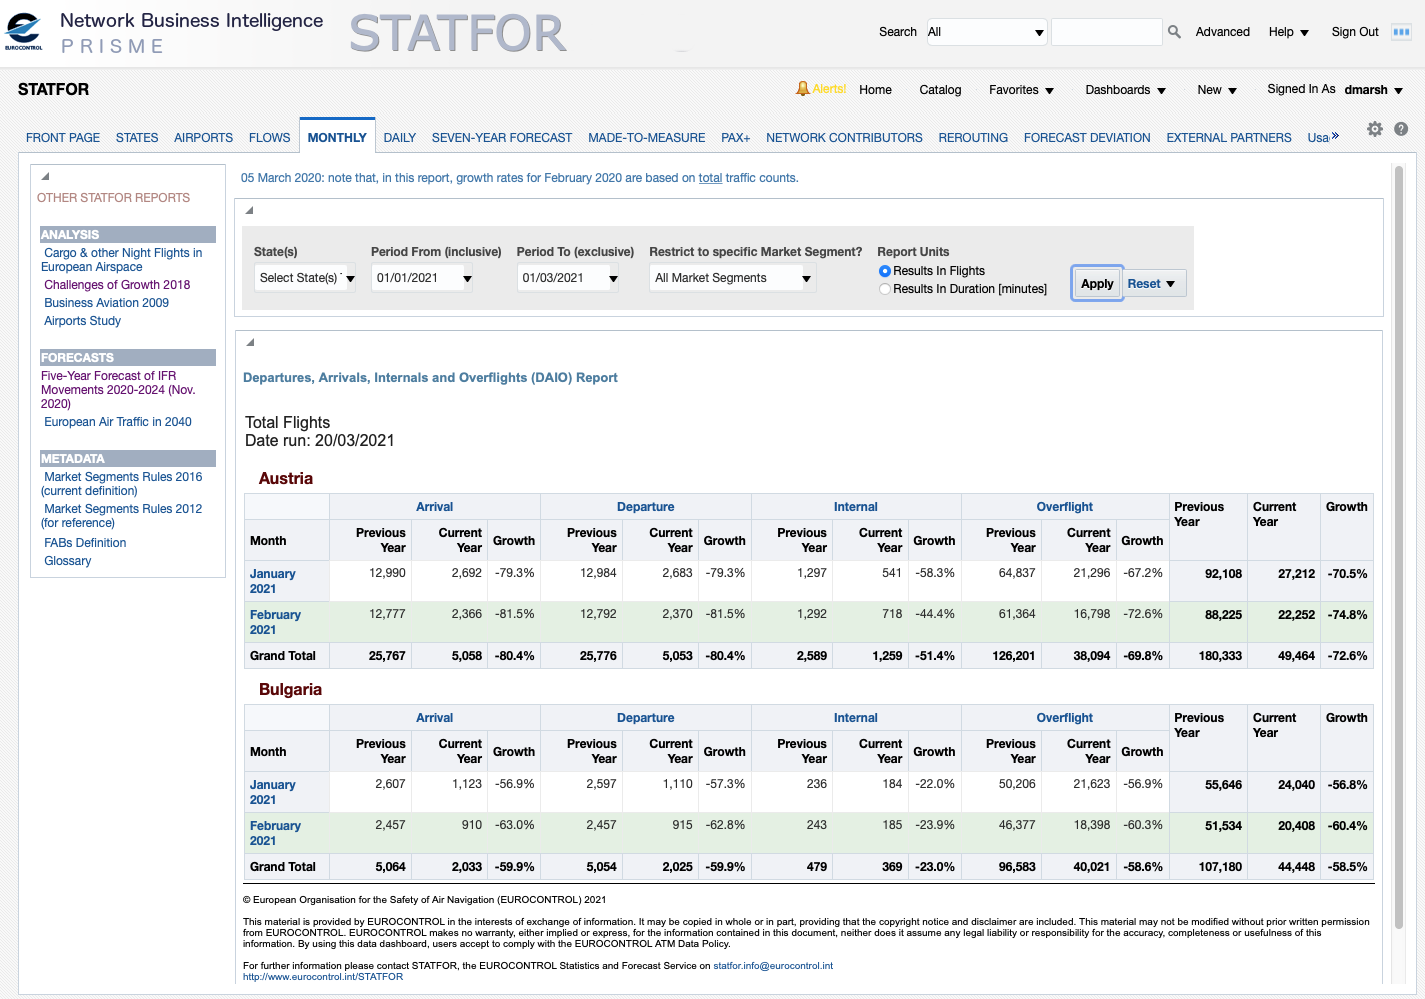 EUROCONTROL
Network Business Intelligence
PRISME
STATFOR
Search All Advanced Help Sign Out
STATFOR
Alerts! Home Catalog Favorites Dashboards New Signed In As dmarsh
FRONT PAGE STATES AIRPORTS FLOWS MONTHLY DAILY SEVEN-YEAR FORECAST MADE-TO-MEASURE PAX+ NETWORK CONTRIBUTORS REROUTING FORECAST DEVIATION EXTERNAL PARTNERS Usa»
OTHER STATFOR REPORTS
ANALYSIS
Cargo & other Night Flights in
European Airspace
Challenges of Growth 2018
Business Aviation 2009
Airports Study
FORECASTS
Five-Year Forecast of IFR
Movements 2020-2024 (Nov.
2020)
European Air Traffic in 2040
METADATA
Market Segments Rules 2016
(current definition)
Market Segments Rules 2012
(for reference)
FABs Definition
Glossary
05 March 2020: note that, in this report, growth rates for February 2020 are based on total traffic counts.
State(s) Period From (inclusive) Period To (exclusive) Restrict to specific Market Segment? Report Units
Select State(s) 01/01/2021 01/03/2021 All Market Segments Results In Flights
Results In Duration [minutes]
Apply Reset
Departures, Arrivals, Internals and Overflights (DAIO) Report
Total Flights
Date run: 20/03/2021
Austria
Arrival Departure Internal Overflight Previous Year Current Year Growth
Month Previous Year Current Year Growth Previous Year Current Year Growth Previous Year Current Year Growth Previous Year Current Year Growth
January 2021 12,990 2,692 -79.3% 12,984 2,683 -79.3% 1,297 541 -58.3% 64,837 21,296 -67.2% 92,108 27,212 -70.5%
February 2021 12,777 2,366 -81.5% 12,792 2,370 -81.5% 1,292 718 -44.4% 61,364 16,798 -72.6% 88,225 22,252 -74.8%
Grand Total 25,767 5,058 -80.4% 25,776 5,053 -80.4% 2,589 1,259 -51.4% 126,201 38,094 -69.8% 180,333 49,464 -72.6%
Bulgaria
Arrival Departure Internal Overflight Previous Year Current Year Growth
Month Previous Year Current Year Growth Previous Year Current Year Growth Previous Year Current Year Growth Previous Year Current Year Growth
January 2021 2,607 1,123 -56.9% 2,597 1,110 -57.3% 236 184 -22.0% 50,206 21,623 -56.9% 55,646 24,040 -56.8%
February 2021 2,457 910 -63.0% 2,457 915 -62.8% 243 185 -23.9% 46,377 18,398 -60.3% 51,534 20,408 -60.4%
Grand Total 5,064 2,033 -59.9% 5,054 2,025 -59.9% 479 369 -23.0% 96,583 40,021 -58.6% 107,180 44,448 -58.5%
© European Organisation for the Safety of Air Navigation (EUROCONTROL) 2021
This material is provided by EUROCONTROL in the interests of exchange of information. It may be copied in whole or in part, providing that the copyright notice and disclaimer are included. This material may not be modified without prior written permission
from EUROCONTROL. EUROCONTROL makes no warranty, either implied or express, for the information contained in this document, neither does it assume any legal liability or responsibility for the accuracy, completeness or usefulness of this
information. By using this data dashboard, users accept to comply with the EUROCONTROL ATM Data Policy.
For further information please contact STATFOR, the EUROCONTROL Statistics and Forecast Service on statfor.info@eurocontrol.int
http://www.eurocontrol.int/STATFOR